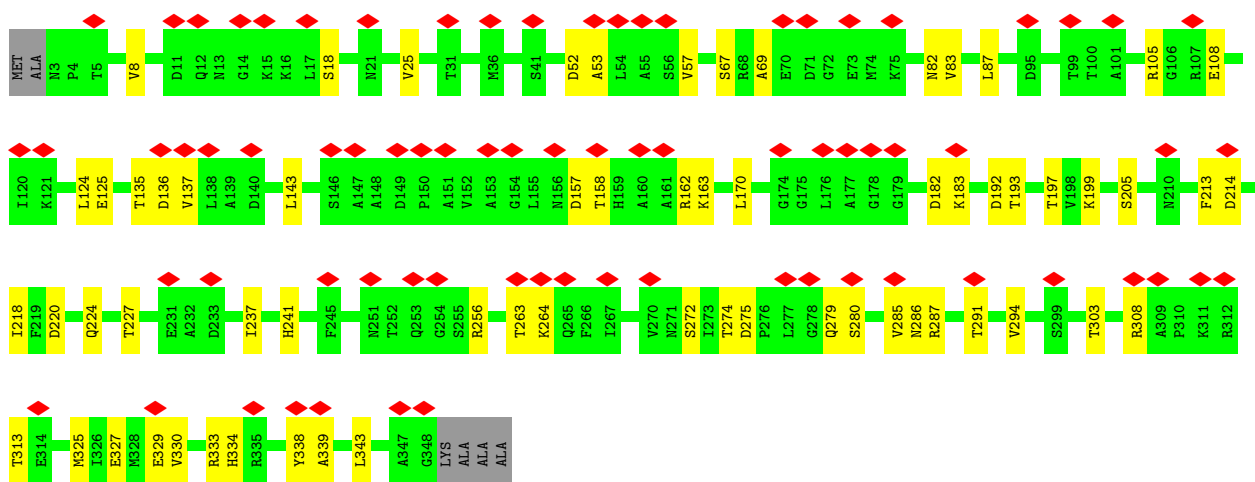 MET ALA N3 P4 T5 V8 D11 Q12 N13 G14 K15 K16 L17 S18 N21 V25 T31 M36 S41 D52 A53 L54 A55 S56 V57 S67 R68 A69 E70 D71 G72 E73 M74 K75 N82 V83 L87 D95 T99 T100 A101 R105 G106 R107 E108
I120 K121 L124 E125 T135 D136 V137 L138 A139 D140 L143 S146 A147 A148 D149 P150 A151 V152 A153 G154 L155 N156 D157 T158 H159 A160 A161 R162 K163 L170 G174 G175 L176 A177 G178 G179 D182 K183 D192 T193 T197 V198 K199 S205 N210 F213 D214
I218 F219 D220 Q224 T227 E231 A232 D233 I237 H241 F245 N251 T252 Q253 G254 S255 R256 T263 K264 Q265 F266 I267 V270 N271 S272 I273 T274 D275 P276 L277 G278 Q279 S280 V285 N286 R287 T291 V294 S299 T303 R308 A309 P310 K311 R312
T313 E314 M325 I326 E327 M328 E329 V330 R333 H334 R335 Y338 A339 L343 A347 G348 LYS ALA ALA ALA